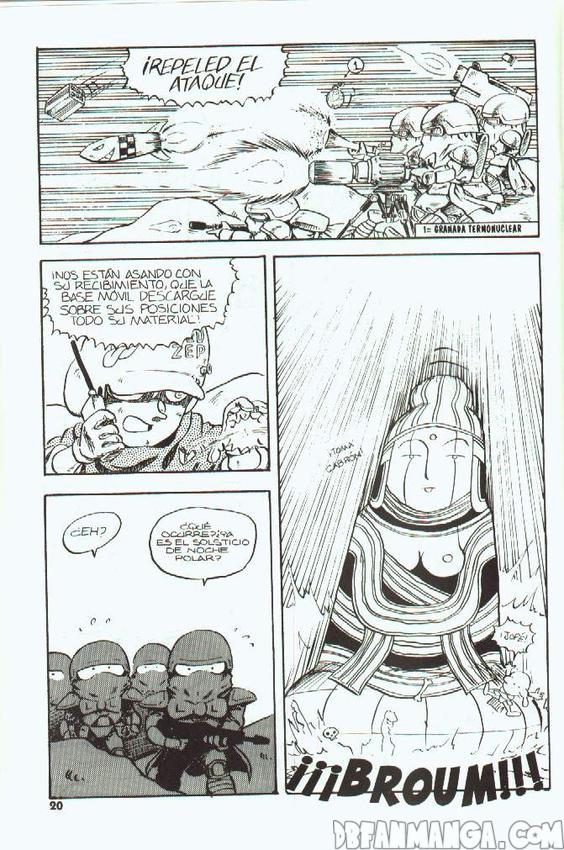 ¡REPELED EL
ATAQUE!
1
1= GRANADA TERMONUCLEAR
¡NOS ESTÁN ASANDO CON
SU RECIBIMIENTO, QUE LA
BASE MÓVIL DESCARGUE
SOBRE SUS POSICIONES
TODO SU MATERIAL!
ZEP
¡TOMA
CABRÓN!
¡JOPÉ!
¿EH?
¿QUÉ
OCURRE? ¡YA
ES EL SOLSTICIO
DE NOCHE
POLAR?
¡¡¡BROUM!!!
20
DBFANMANGA.COM